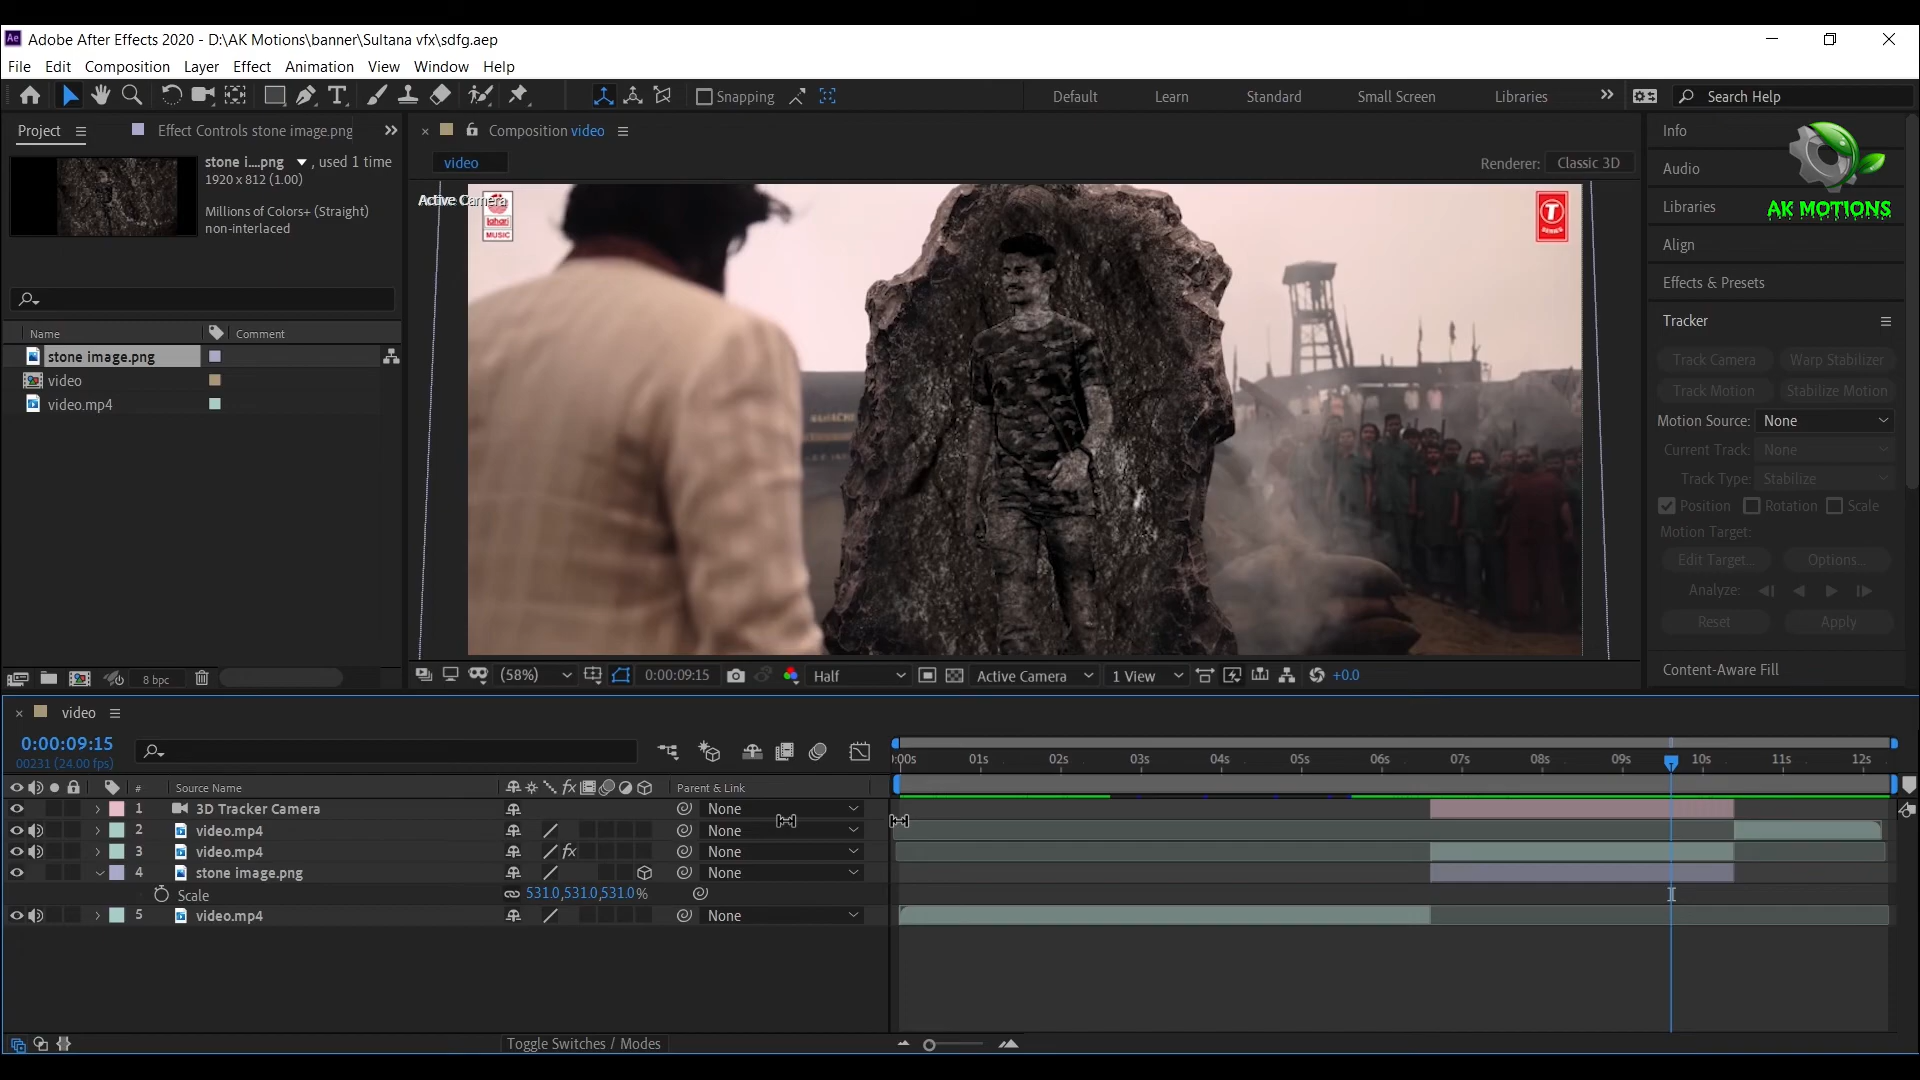 Adobe After Effects 2020 - D:\AK Motions\banner\Sultana vfx\sdfg.aep
File Edit Composition Layer Effect Animation View Window Help
Snapping Default Learn Standard Small Screen Libraries Search Help
Project Effect Controls stone image.png
Composition video
Info
stone i....png , used 1 time
1920 x 812 (1.00)
Millions of Colors+ (Straight)
non-interlaced
video
Renderer: Classic 3D
Active Camera
lahari
MUSIC
T
SERIES
Audio
Libraries
AK MOTIONS
Align
Effects & Presets
Tracker
Name Comment
stone image.png
video
video.mp4
Track Camera Warp Stabilizer
Track Motion Stabilize Motion
Motion Source: None
Current Track: None
Track Type: Stabilize
Position Rotation Scale
Motion Target:
Edit Target... Options...
Analyze:
Reset Apply
Content-Aware Fill
8 bpc
(58%) 0:00:09:15 Half Active Camera 1 View +0.0
video
0:00:09:15
00231 (24.00 fps)
:00s 01s 02s 03s 04s 05s 06s 07s 08s 09s 10s 11s 12s
# Source Name fx Parent & Link
1 3D Tracker Camera None
2 video.mp4 None
3 video.mp4 fx None
4 stone image.png None
Scale 531.0,531.0,531.0%
5 video.mp4 None
Toggle Switches / Modes